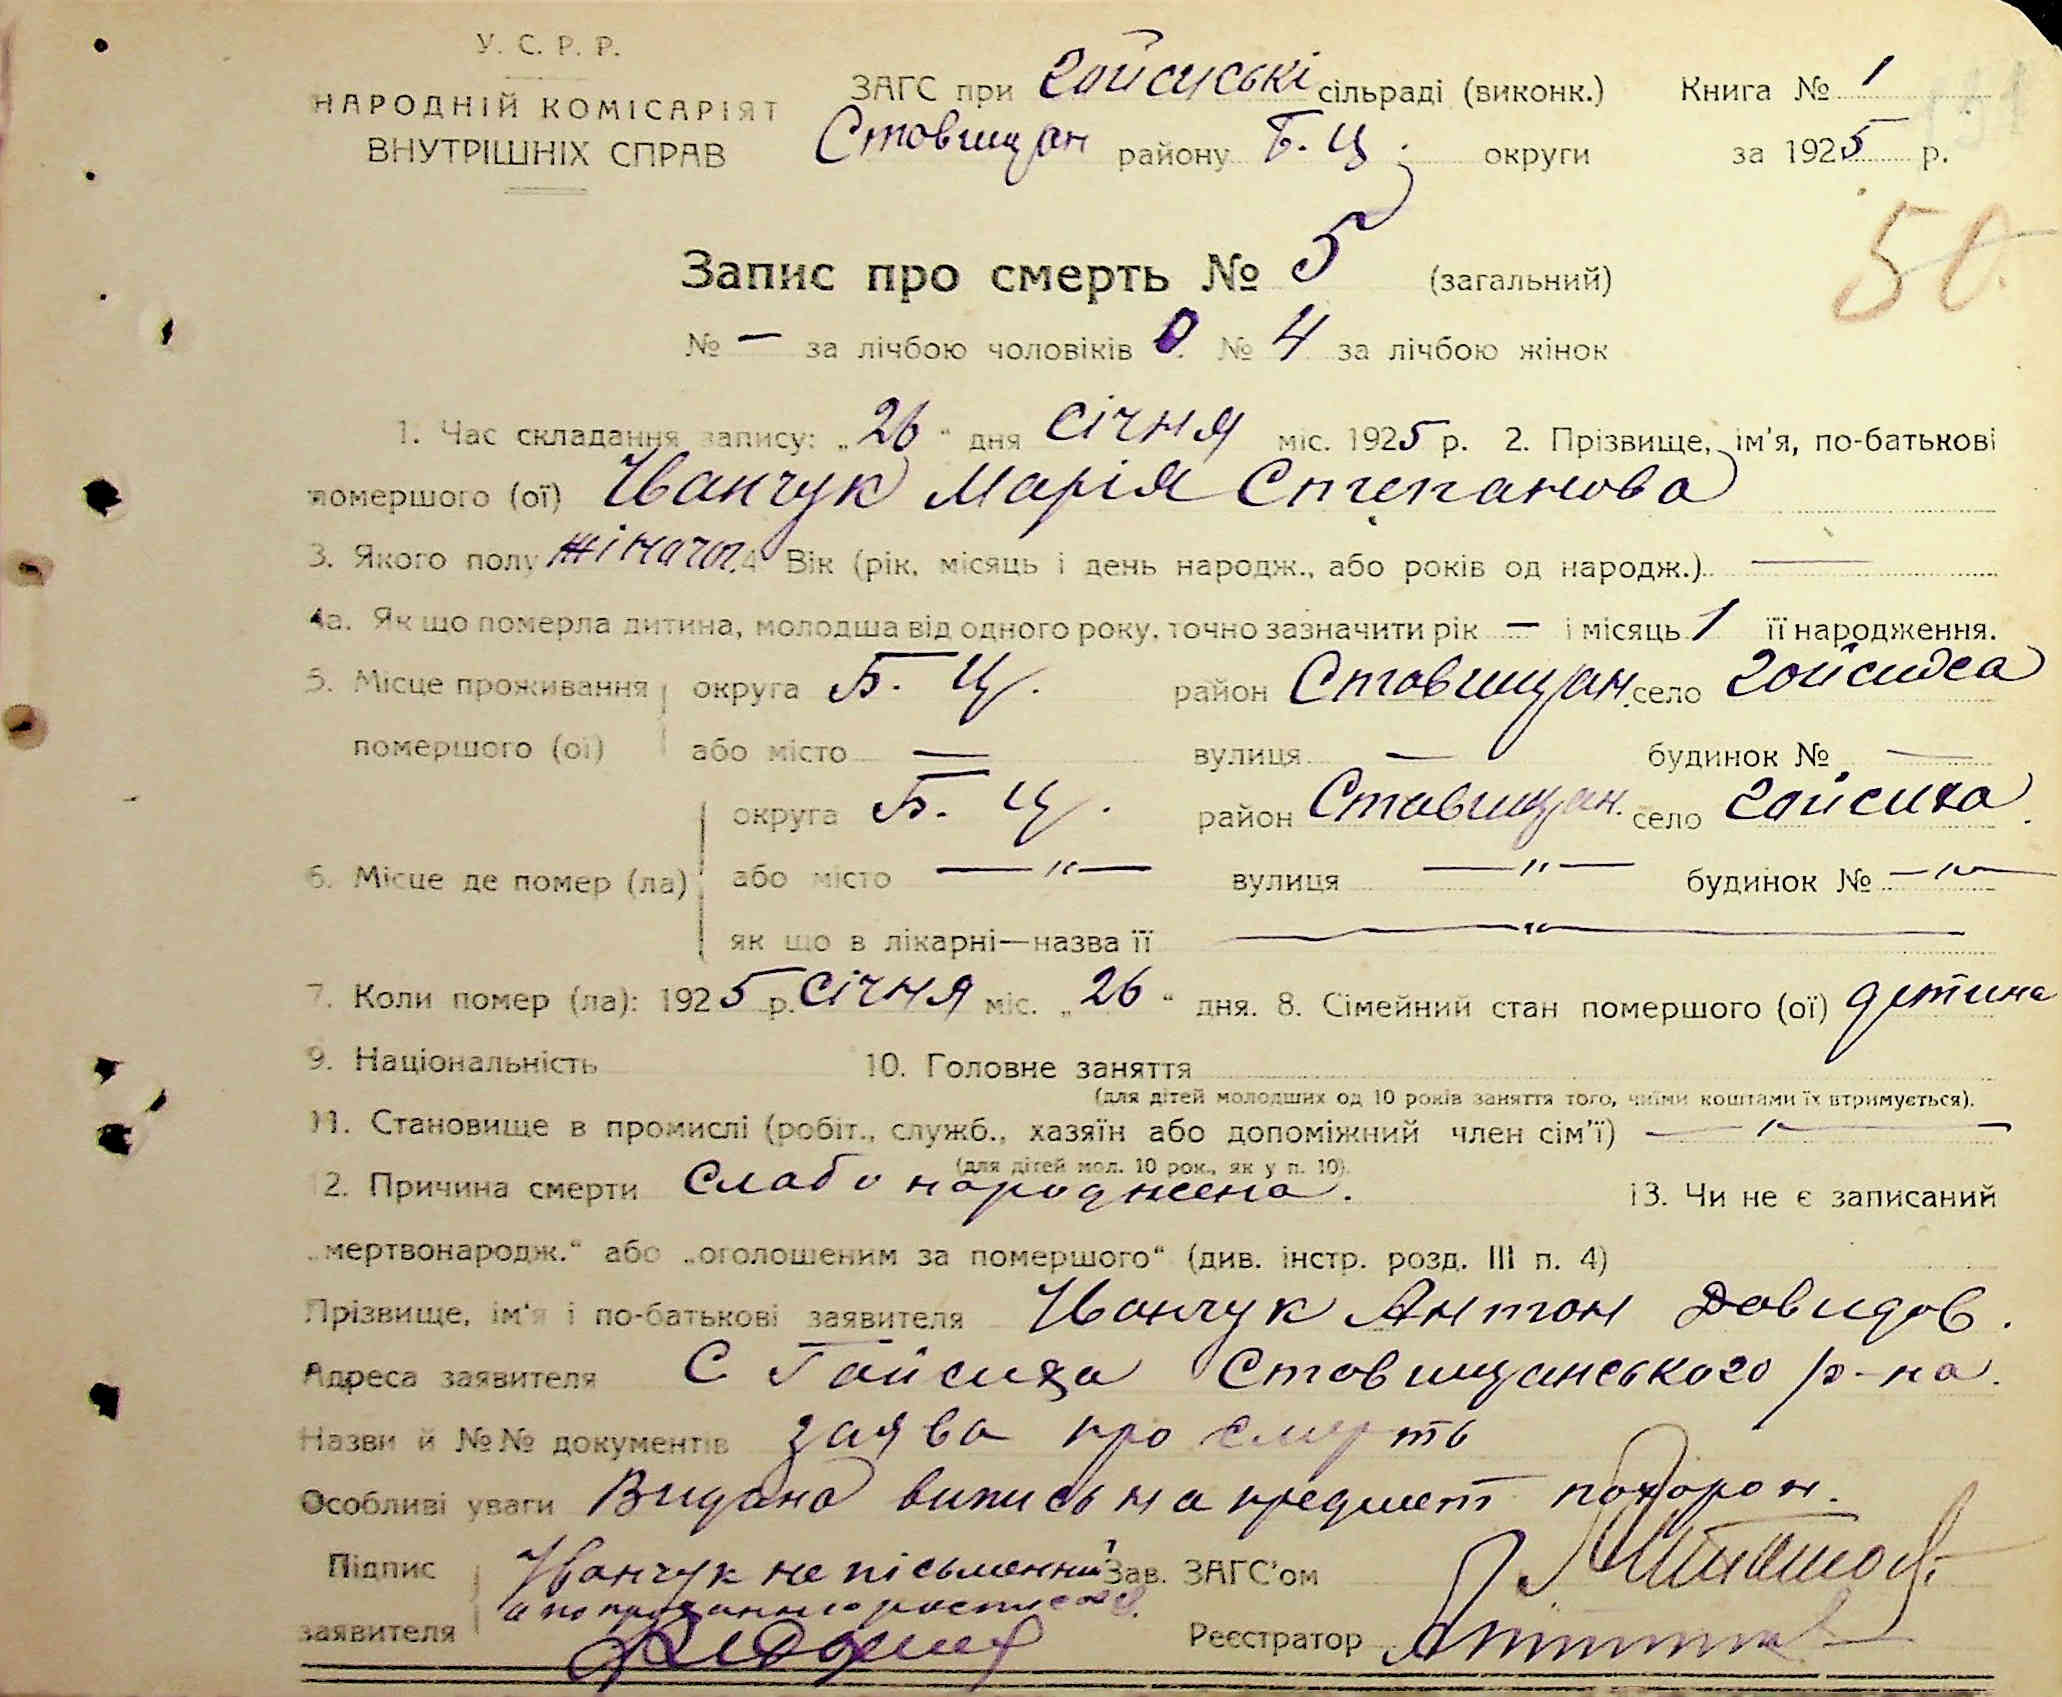 У. С. Р. Р.
НАРОДНІЙ КОМІСАРІЯТ
ВНУТРІШНІХ СПРАВ
ЗАГС при Гойсиські сільраді (виконк.)
Ставищан району Б. Ц. округи
Книга № 1
за 1925 р.
50.
Запис про смерть № 5 (загальний)
№ — за лічбою чоловіків 0. № 4 за лічбою жінок
1. Час складання запису: „26“ дня січня міс. 1925 р. 2. Прізвище, ім'я, по-батькові
помершого (ої) Іванчук Марія Степанова
3. Якого полу жіночої. 4 Вік (рік, місяць і день народж., або років од народж.) —
4а. Як що померла дитина, молодша від одного року, точно зазначити рік — і місяць 1 її народження.
5. Місце проживання помершого (ої) округа Б. Ц. район Ставищан. село Гойсиха
або місто — вулиця — будинок № —
6. Місце де помер (ла) округа Б. Ц. район Ставищан. село Гойсиха.
або місто —"— вулиця —"— будинок № —"—
як що в лікарні—назва її —"—
7. Коли помер (ла): 1925 р. січня міс. „26“ дня. 8. Сімейний стан помершого (ої) дитина
9. Національність 10. Головне заняття
(для дітей молодших од 10 років заняття того, чиїми коштами їх втримується).
11. Становище в промислі (робіт., служб., хазяїн або допоміжний член сім'ї) —"—
(для дітей мол. 10 рок., як у п. 10).
12. Причина смерти Слабо народжена. 13. Чи не є записаний
„мертвонародж.“ або „оголошеним за помершого“ (див. інстр. розд. III п. 4)
Прізвище, ім'я і по-батькові заявителя Іванчук Антон Давидов.
Адреса заявителя С Гайсиха Ставищанського р-на.
Назви й №№ документів заява про смерть
Особливі уваги Видано випись на предмет похорон.
Підпис заявителя Іванчук не пісьменний Зав. ЗАГС'ом
Реєстратор